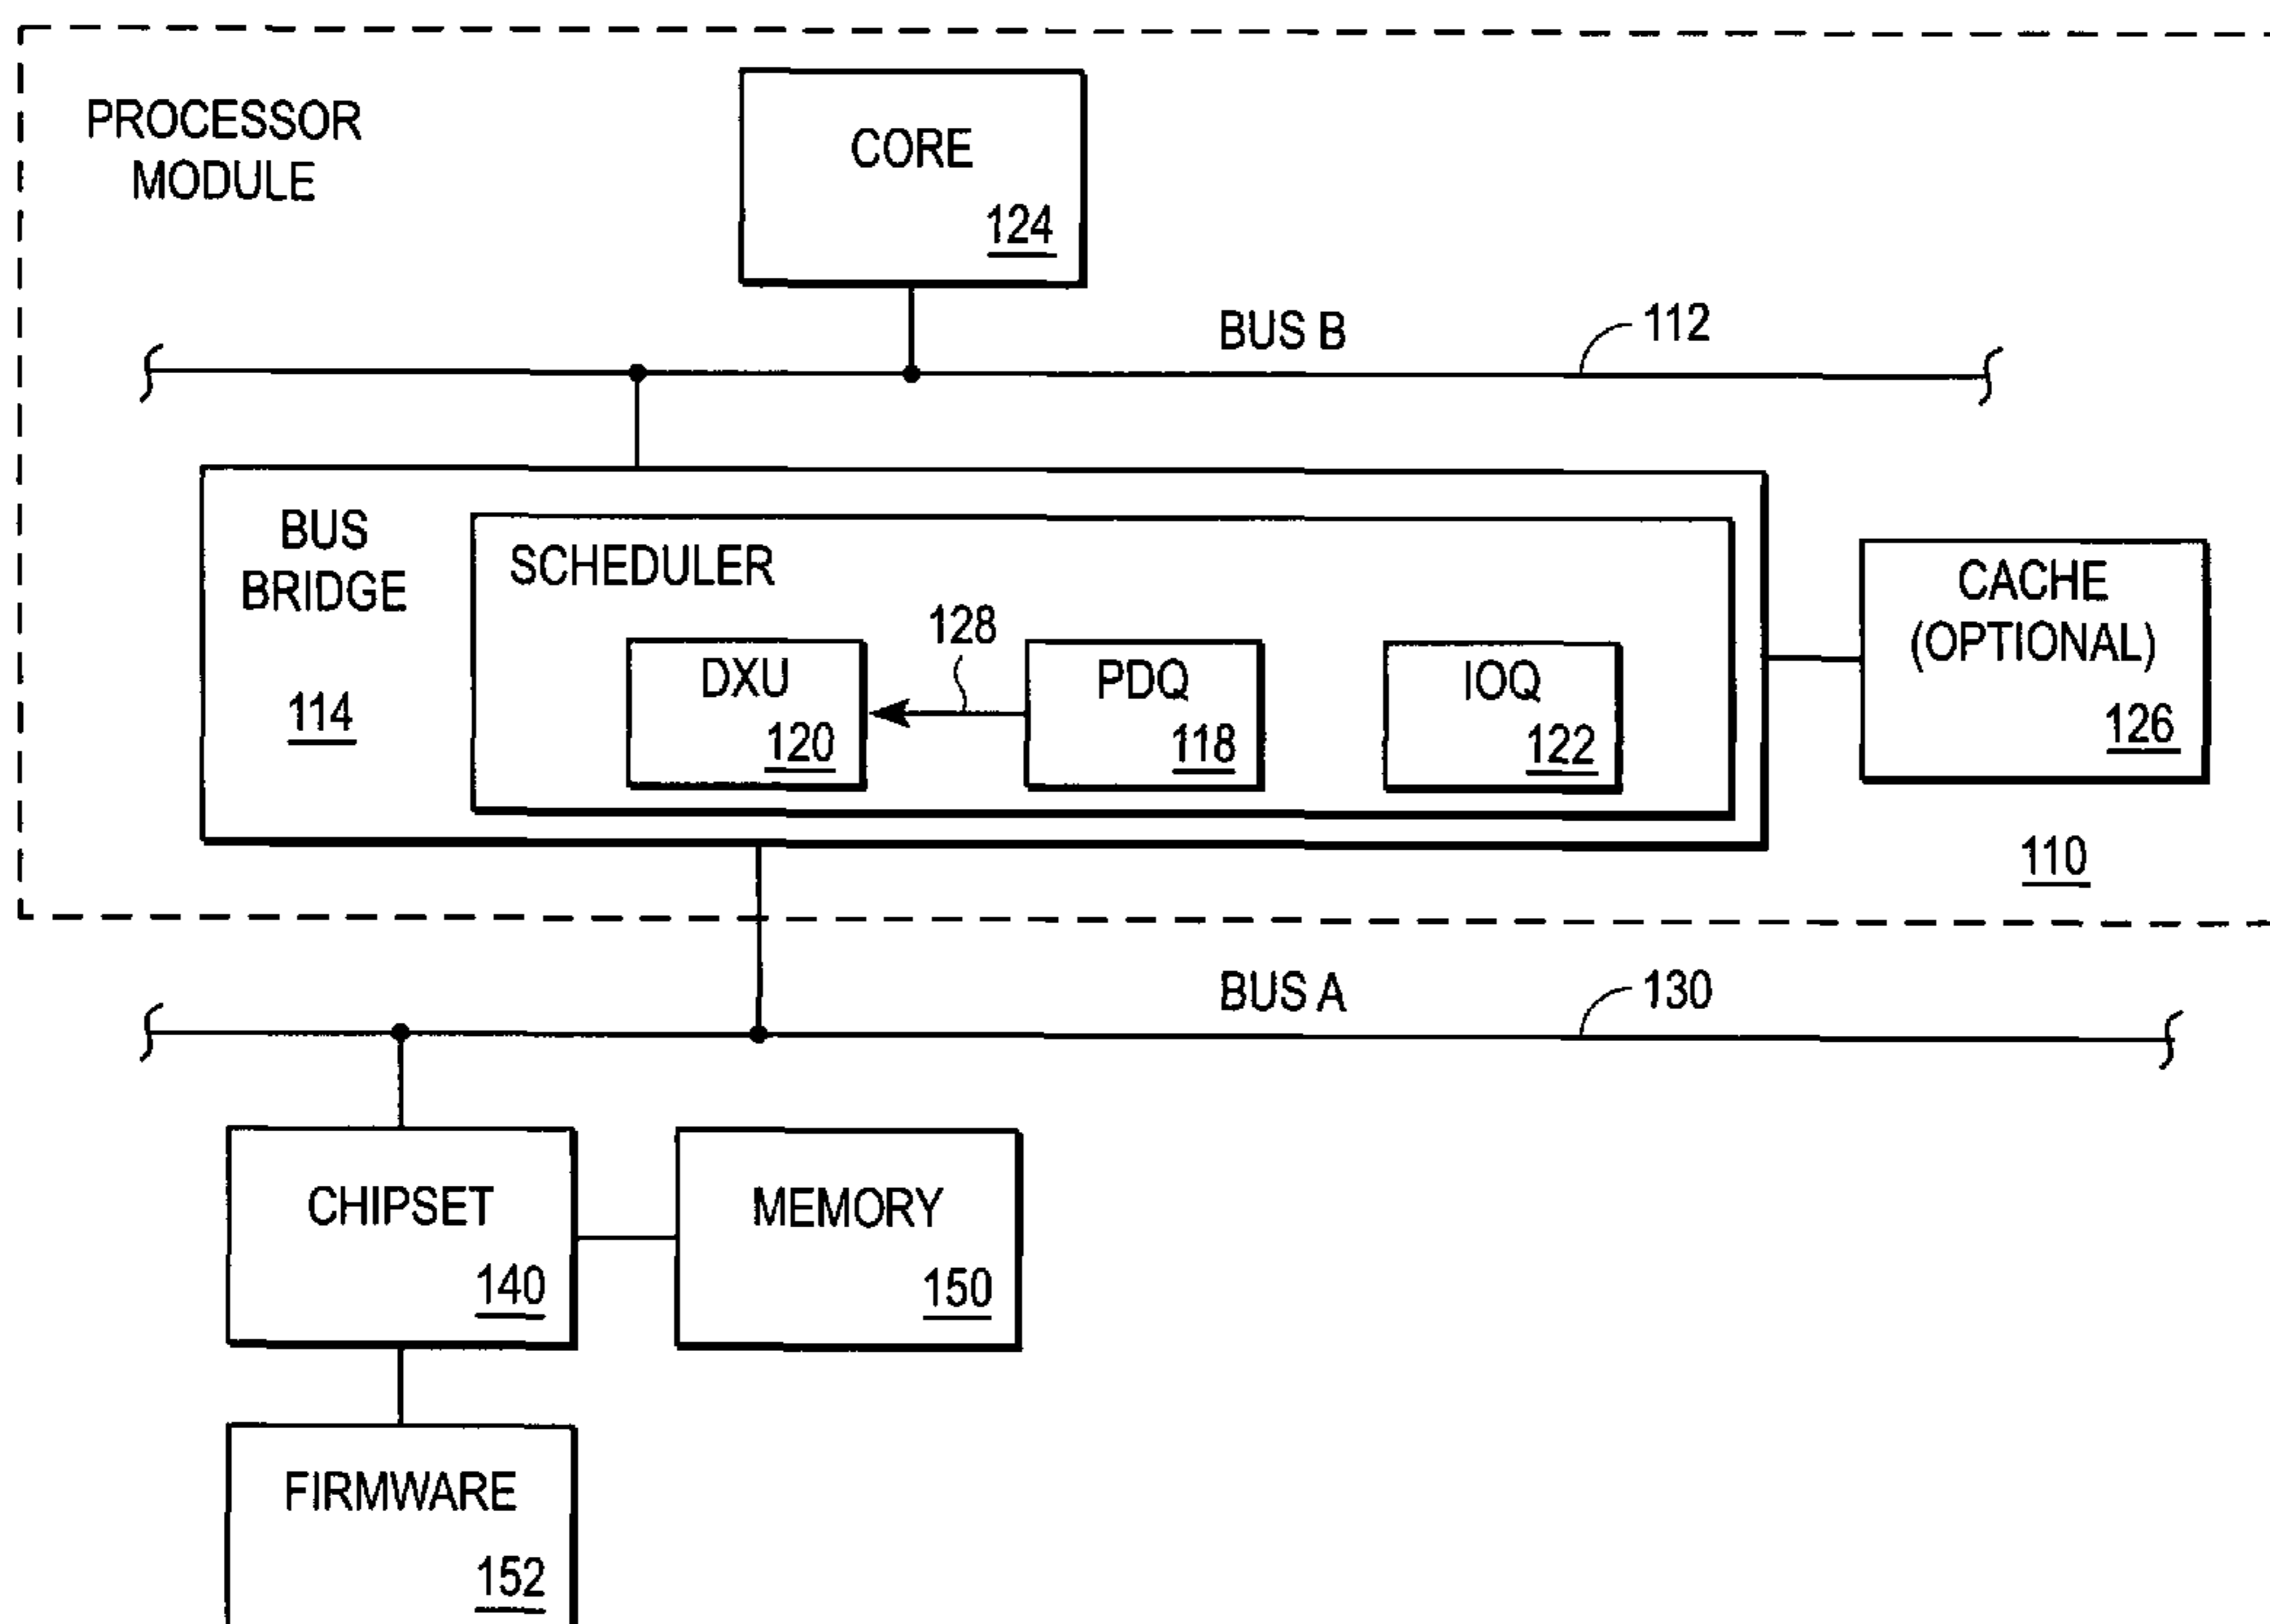 PROCESSOR
MODULE
CORE
124
BUS B
112
BUS
BRIDGE
114
SCHEDULER
128
DXU
120
PDQ
118
IOQ
122
CACHE
(OPTIONAL)
126
110
BUS A
130
CHIPSET
140
MEMORY
150
FIRMWARE
152